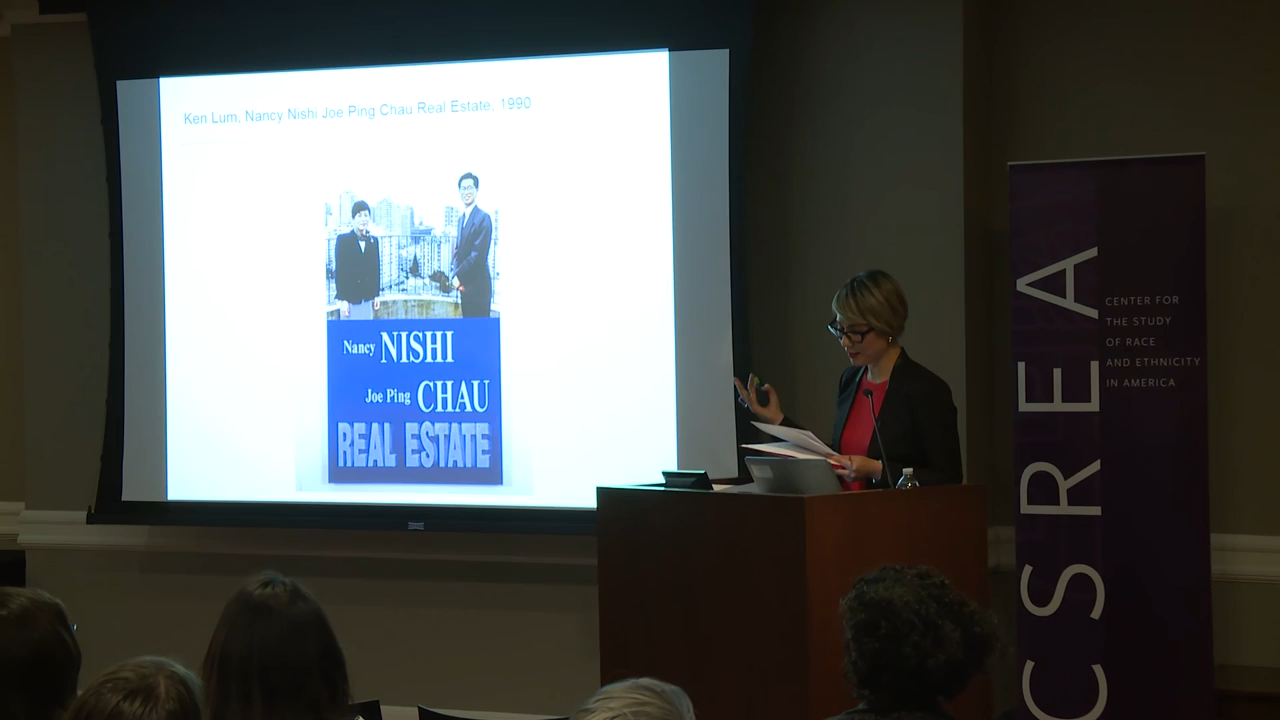 Ken Lum, Nancy Nishi Joe Ping Chau Real Estate, 1990
Nancy NISHI
Joe Ping CHAU
REAL ESTATE
CSREA
CENTER FOR
THE STUDY
OF RACE
AND ETHNICITY
IN AMERICA